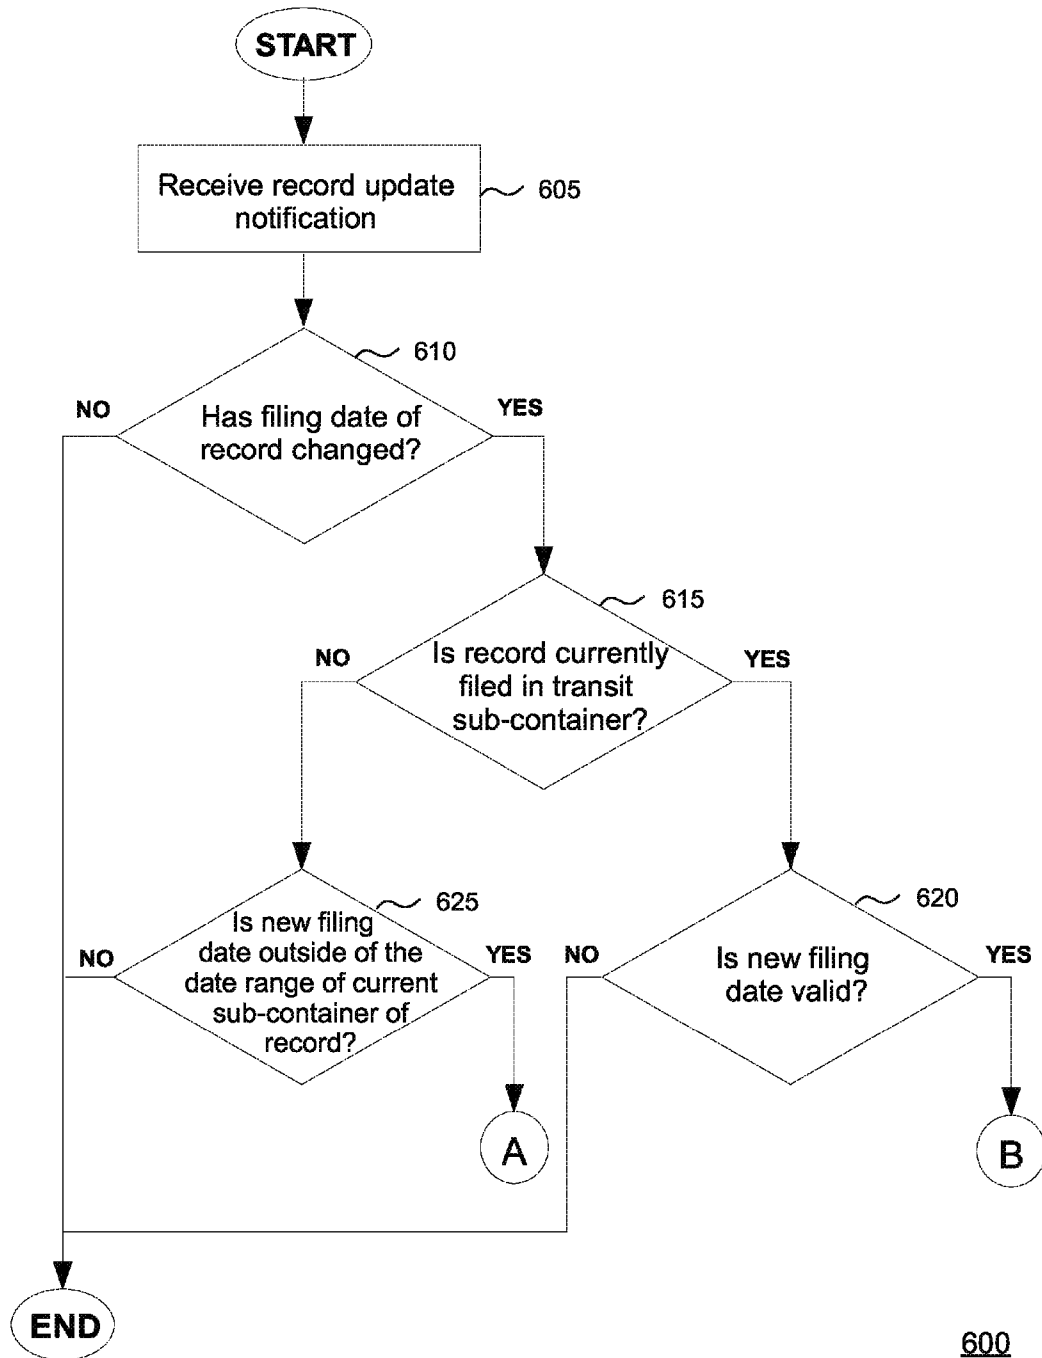 START
Receive record update
notification
605
610
NO
YES
Has filing date of
record changed?
615
NO
YES
Is record currently
filed in transit
sub-container?
625
620
NO
YES
Is new filing
date outside of the
date range of current
sub-container of
record?
NO
YES
Is new filing
date valid?
A
B
END
600